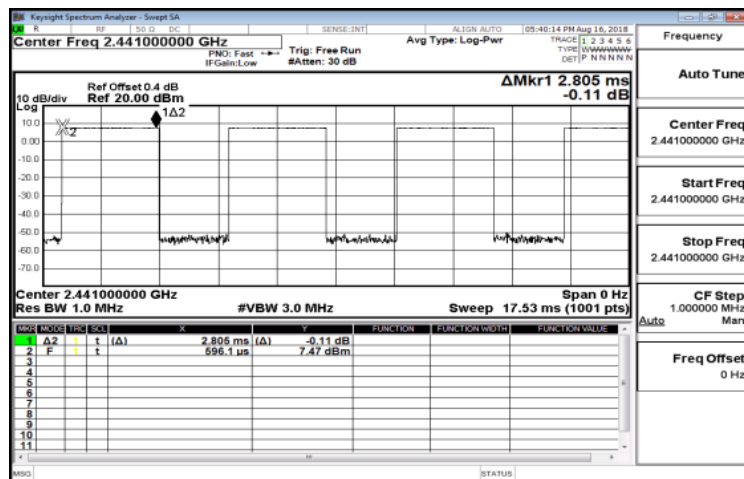 Keysight Spectrum Analyzer - Swept SA
R RF 50 Ω DC SENSE:INT ALIGN AUTO 05:40:14 PM Aug 16, 2018
Center Freq 2.441000000 GHz
PNO: Fast
IFGain:Low
Trig: Free Run
#Atten: 30 dB
Avg Type: Log-Pwr
TRACE 1 2 3 4 5 6
TYPE WWWWWWW
DET P N N N N N
Frequency
Auto Tune
Center Freq
2.441000000 GHz
Start Freq
2.441000000 GHz
Stop Freq
2.441000000 GHz
CF Step
1.000000 MHz
Auto Man
Freq Offset
0 Hz
ΔMkr1 2.805 ms
-0.11 dB
Ref Offset 0.4 dB
10 dB/div Ref 20.00 dBm
Log
1Δ2
10.0
2
0.00
-10.0
-20.0
-30.0
-40.0
-50.0
-60.0
-70.0
Center 2.441000000 GHz Span 0 Hz
Res BW 1.0 MHz #VBW 3.0 MHz Sweep 17.53 ms (1001 pts)
MKR MODE TRC SCL X Y FUNCTION FUNCTION WIDTH FUNCTION VALUE
1 Δ2 1 t (Δ) 2.805 ms (Δ) -0.11 dB
2 F 1 t 596.1 µs 7.47 dBm
3
4
5
6
7
8
9
10
11
MSG STATUS